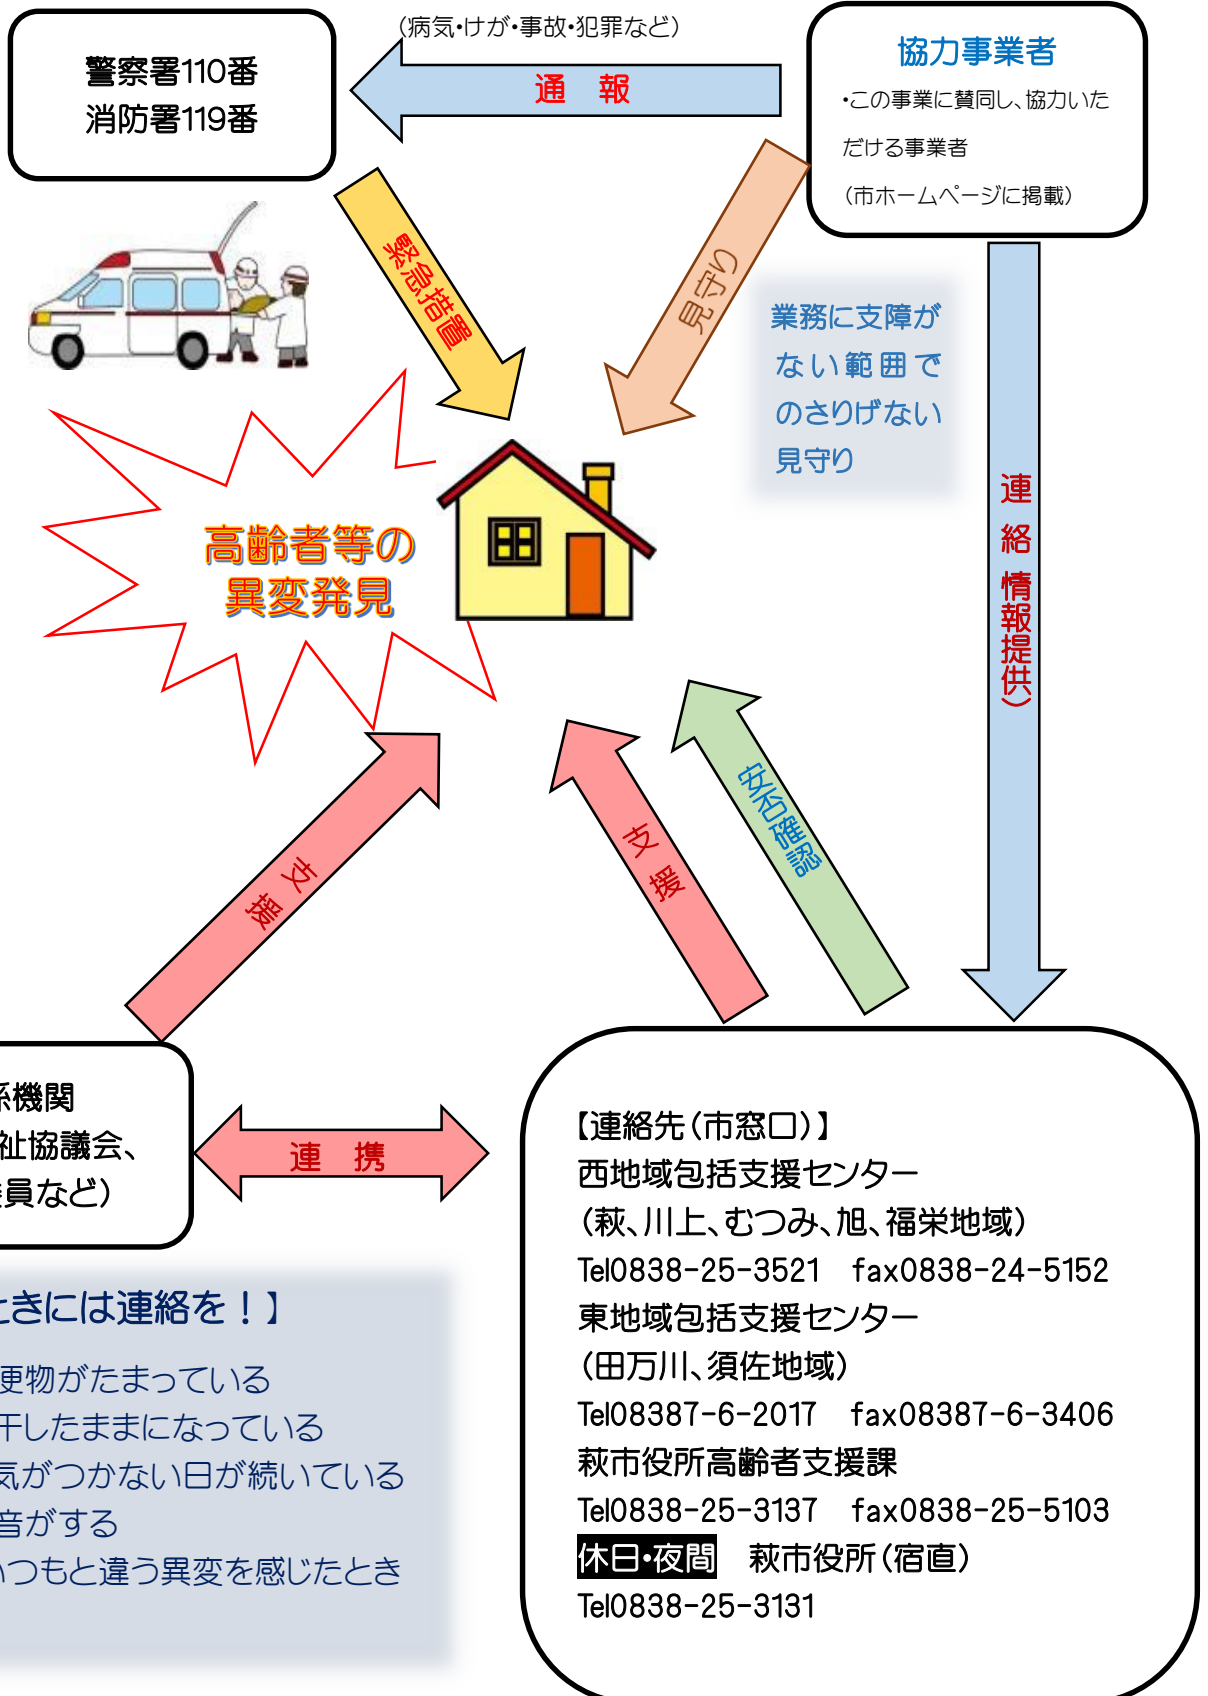 (病気・けが・事故・犯罪など)
警察署110番
消防署119番
通 報
協力事業者
・この事業に賛同し、協力いた
だける事業者
(市ホームページに掲載)
緊急措置
見守り
業務に支障が
ない範囲で
のさりげない
見守り
連絡情報提供)
高齢者等の
異変発見
支援
支援
安否確認
係機関
祉協議会、
員など)
連 携
ときには連絡を！】
便物がたまっている
干したままになっている
気がつかない日が続いている
音がする
いつもと違う異変を感じたとき
【連絡先(市窓口)】
西地域包括支援センター
(萩、川上、むつみ、旭、福栄地域)
Tel0838-25-3521 fax0838-24-5152
東地域包括支援センター
(田万川、須佐地域)
Tel08387-6-2017 fax08387-6-3406
萩市役所高齢者支援課
Tel0838-25-3137 fax0838-25-5103
休日・夜間 萩市役所(宿直)
Tel0838-25-3131